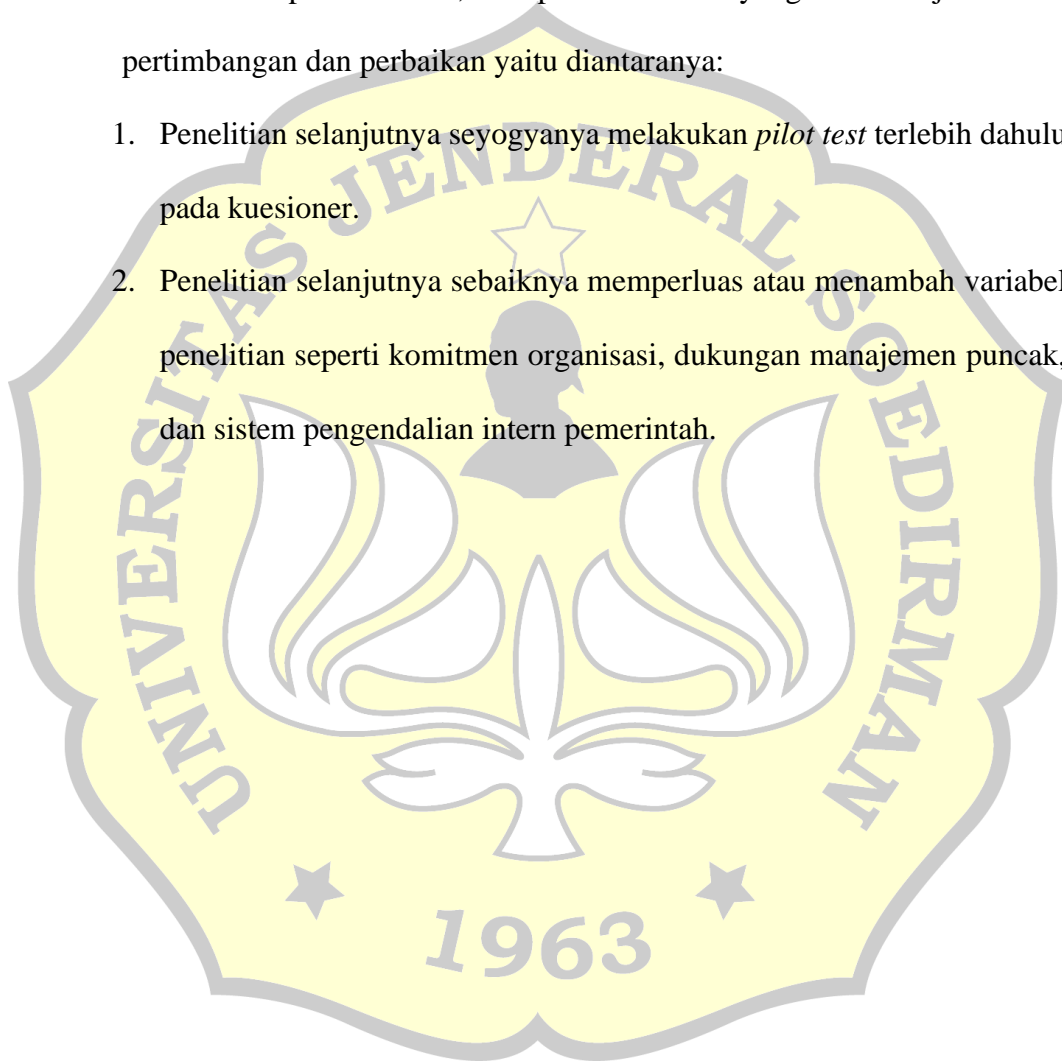 pertimbangan dan perbaikan yaitu diantaranya:
1. Penelitian selanjutnya seyogyanya melakukan pilot test terlebih dahulu
pada kuesioner.
2. Penelitian selanjutnya sebaiknya memperluas atau menambah variabel
penelitian seperti komitmen organisasi, dukungan manajemen puncak,
dan sistem pengendalian intern pemerintah.
UNIVERSITAS JENDERAL SOEDIRMAN
1963